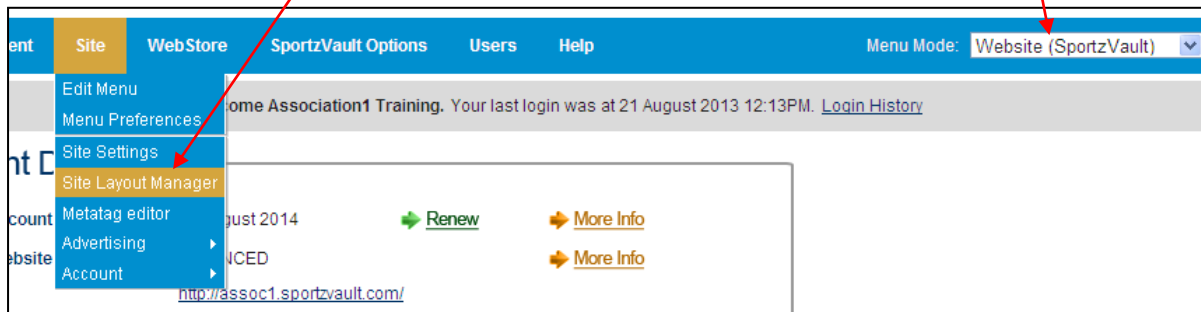 ent Site WebStore SportzVault Options Users Help Menu Mode: Website (SportzVault)
Edit Menu
ome Association1 Training. Your last login was at 21 August 2013 12:13PM. Login History
Menu Preferences
Site Settings
nt D
Site Layout Manager
count Metatag editor gust 2014 Renew More Info
Advertising
ebsite NCED More Info
Account
http://assoc1.sportzvault.com/